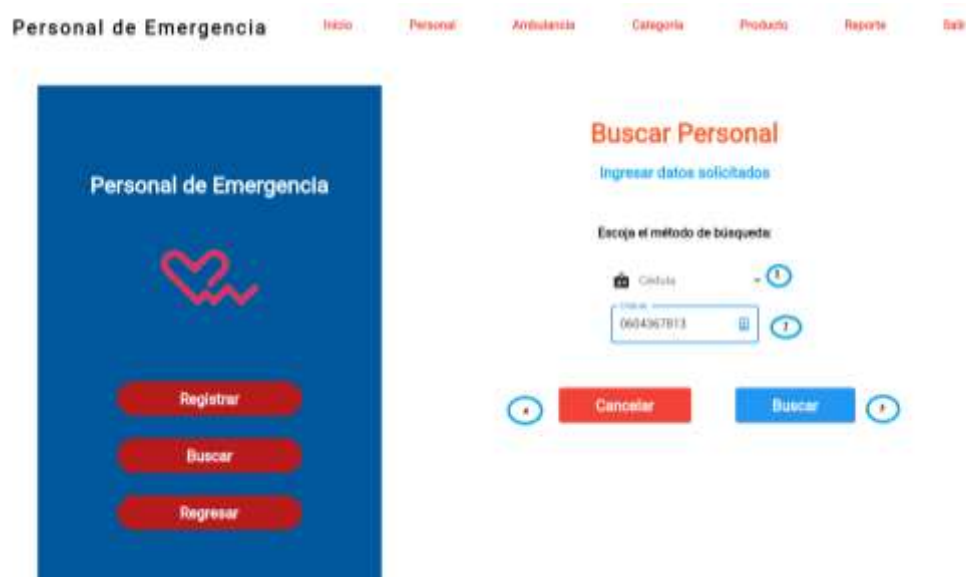 Personal de Emergencia
Inicio Personal Ambulancia Categoría Producto Reporte Salir
Personal de Emergencia
Registrar
Buscar
Regresar
Buscar Personal
Ingresar datos solicitados
Escoja el método de búsqueda:
Cédula
0604367813
Cancelar
Buscar